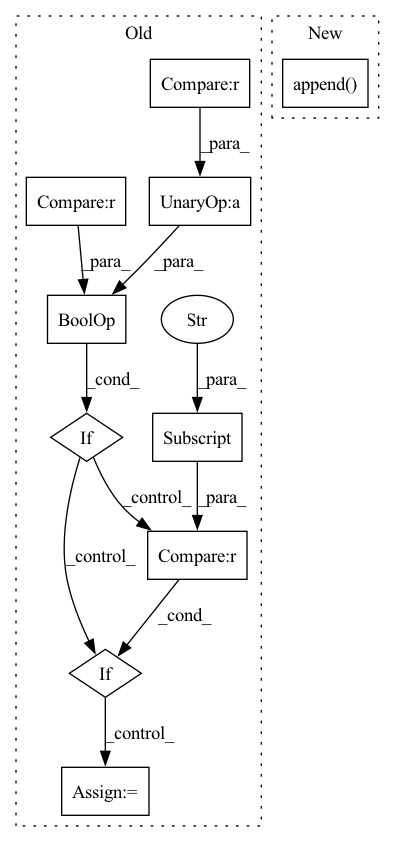 Old
New
Compare:r
append()
_para_
Compare:r
UnaryOp:a
_para_
_para_
BoolOp
Str
_cond_
_para_
If
Subscript
_control_
_para_
_control_
Compare:r
_cond_
If
_control_
Assign:=